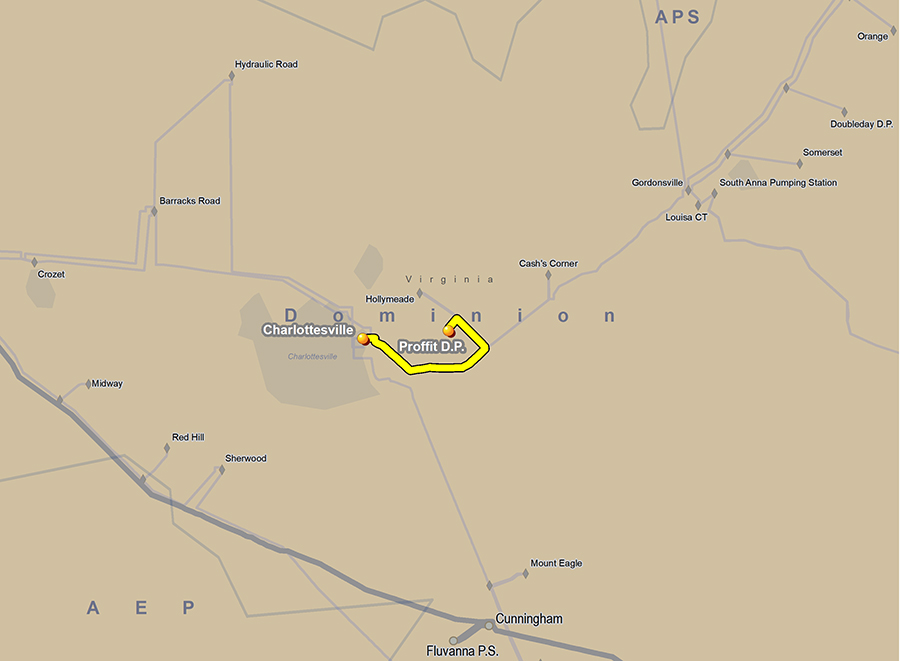 APS
Orange
Hydraulic Road
Doubleday D.P.
Somerset
Gordonsville
South Anna Pumping Station
Barracks Road
Louisa CT
Cash's Corner
Crozet
Virginia
Hollymeade
Dominion
Charlottesville
Proffit D.P.
Charlottesville
Midway
Red Hill
Sherwood
Mount Eagle
AEP
Cunningham
Fluvanna P.S.